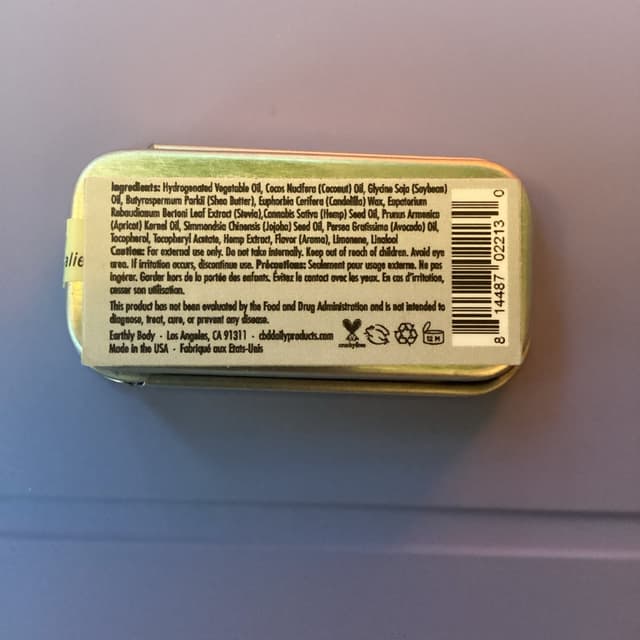 Ingredients: Hydrogenated Vegetable Oil, Cocos Nucifera (Coconut) Oil, Glycine Soja (Soybean)
Oil, Butyrospermum Parkii (Shea Butter), Euphorbia Cerifera (Candelilla) Wax, Eupatorium
Rebaudianum Bertoni Leaf Extract (Stevia), Cannabis Sativa (Hemp) Seed Oil, Prunus Armenica
(Apricot) Kernel Oil, Simmondsia Chinensis (Jojoba) Seed Oil, Persea Gratissima (Avocado) Oil,
Tocopherol, Tocopheryl Acetate, Hemp Extract, Flavor (Aroma), Limonene, Linalool
Caution: For external use only. Do not take internally. Keep out of reach of children. Avoid eye
area. If irritation occurs, discontinue use. Précautions: Seulement pour usage externe. Ne pas
ingérer. Garder hors de la portée des enfants. Évitez le contact avec les yeux. En cas d'irritation,
cesser son utilisation.
This product has not been evaluated by the Food and Drug Administration and is not intended to
diagnose, treat, cure, or prevent any disease.
Earthly Body · Los Angeles, CA 91311 · cbddailyproducts.com
Made in the USA · Fabriqué aux Etats-Unis
crueltyfree
12 M
8 14487 02213 0
alie